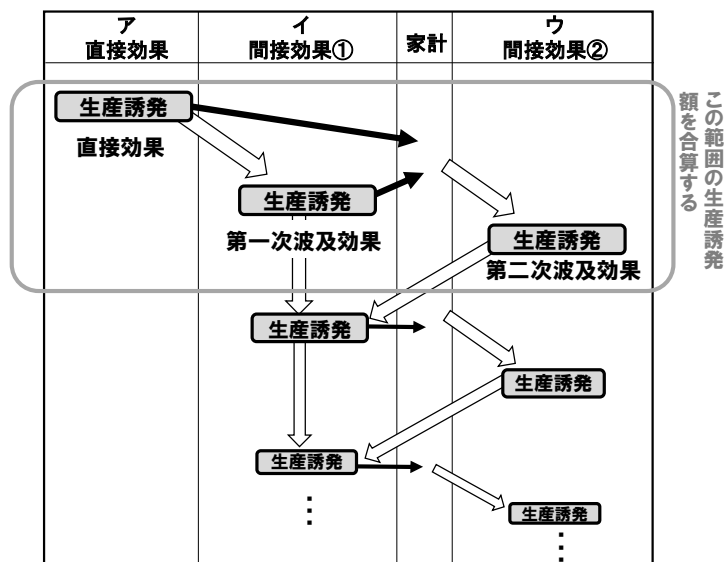 ア
直接効果
イ
間接効果①
家計
ウ
間接効果②
生産誘発
直接効果
生産誘発
第一次波及効果
生産誘発
第二次波及効果
この範囲の生産誘発
額を合算する
生産誘発
生産誘発
生産誘発
⋮
生産誘発
⋮